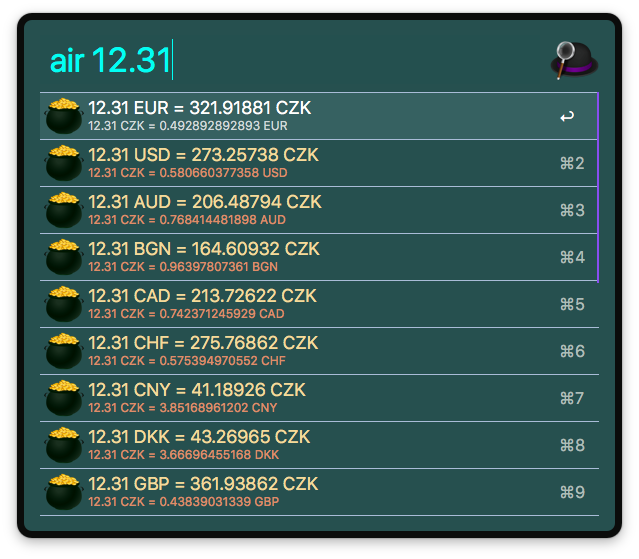 air 12.31
12.31 EUR = 321.91881 CZK
12.31 CZK = 0.492892892893 EUR
↩
12.31 USD = 273.25738 CZK
12.31 CZK = 0.580660377358 USD
⌘2
12.31 AUD = 206.48794 CZK
12.31 CZK = 0.768414481898 AUD
⌘3
12.31 BGN = 164.60932 CZK
12.31 CZK = 0.96397807361 BGN
⌘4
12.31 CAD = 213.72622 CZK
12.31 CZK = 0.742371245929 CAD
⌘5
12.31 CHF = 275.76862 CZK
12.31 CZK = 0.575394970552 CHF
⌘6
12.31 CNY = 41.18926 CZK
12.31 CZK = 3.85168961202 CNY
⌘7
12.31 DKK = 43.26965 CZK
12.31 CZK = 3.66696455168 DKK
⌘8
12.31 GBP = 361.93862 CZK
12.31 CZK = 0.43839031339 GBP
⌘9